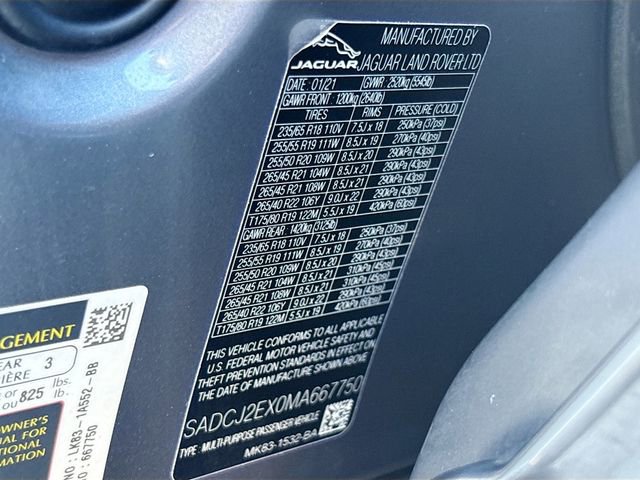 JAGUAR
MANUFACTURED BY
JAGUAR LAND ROVER LTD
DATE: 01/21 GVWR: 2520kg (5545lb)
GAWR FRONT: 1200kg (2640lb)
TIRES RIMS PRESSURE (COLD)
235/65 R18 110V 7.5J x 18 250kPa (37psi)
255/55 R19 111W 8.5J x 19 270kPa (40psi)
255/50 R20 109W 8.5J x 20 290kPa (43psi)
265/45 R21 104W 8.5J x 21 290kPa (43psi)
265/45 R21 108W 8.5J x 21 290kPa (43psi)
265/40 R22 106Y 9.0J x 22 290kPa (43psi)
T175/80 R19 122M 5.5J x 19 420kPa (60psi)
GAWR REAR: 1420kg (3125lb)
235/65 R18 110V 7.5J x 18 250kPa (37psi)
255/55 R19 111W 8.5J x 19 270kPa (40psi)
255/50 R20 109W 8.5J x 20 290kPa (43psi)
265/45 R21 104W 8.5J x 21 310kPa (45psi)
265/45 R21 108W 8.5J x 21 310kPa
265/40 R22 106Y 9.0J x 22 290kPa (43psi)
T175/80 R19 122M 5.5J x 19 420kPa (60psi)
THIS VEHICLE CONFORMS TO ALL APPLICABLE
U.S. FEDERAL MOTOR VEHICLE SAFETY AND
THEFT PREVENTION STANDARDS IN EFFECT ON
THE DATE OF MANUFACTURE SHOWN ABOVE.
SADCJ2EX0MA667750
TYPE: MULTI-PURPOSE PASSENGER VEHICLE
MK83-1532-BA
AGEMENT
EAR 3
IÈRE
or
ou 825 lbs.
lb.
OWNER'S
AL FOR
TIONAL
RMATION
NO : LK83-1A552-BB
: 667750